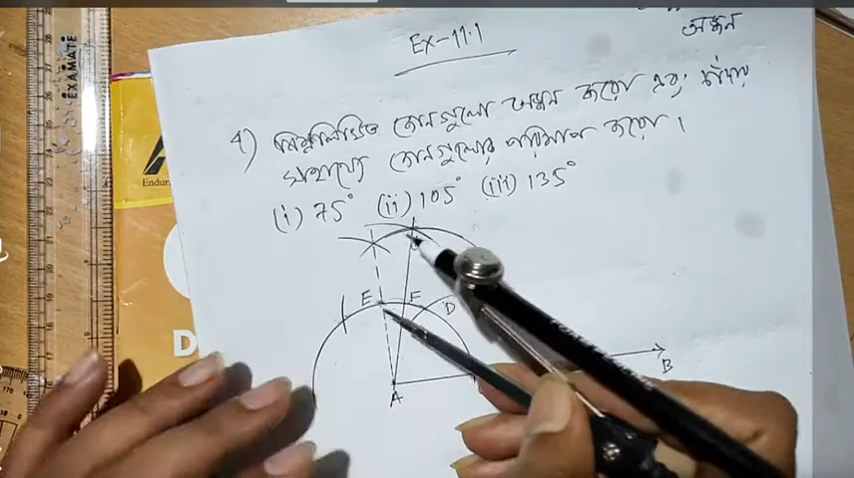 Ex-11.1
অঙ্কন
4) নিম্নলিখিত কোনগুলো অঙ্কন করো এবং চাঁদার
সাহায্যে কোনগুলোর পরিমাপ করো।
(i) 75° (ii) 105° (iii) 135°
E F D
B
A
EXAMATE
Endur
D